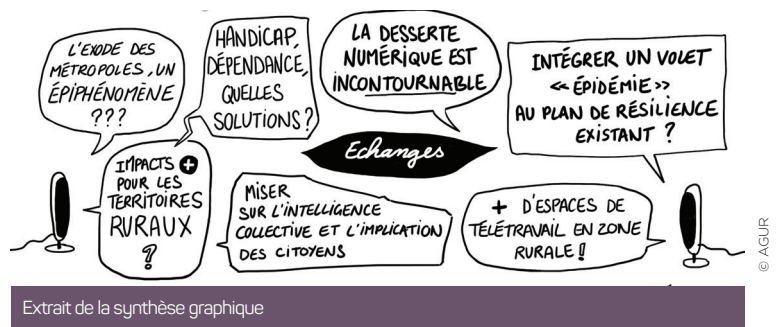 L'EXODE DES
MÉTROPOLES, UN
ÉPIPHÉNOMÈNE
???
HANDICAP,
DÉPENDANCE,
QUELLES
SOLUTIONS ?
LA DESSERTE
NUMÉRIQUE EST
INCONTOURNABLE
INTÉGRER UN VOLET
<< ÉPIDÉMIE >>
AU PLAN DE RÉSILIENCE
EXISTANT ?
Echanges
IMPACTS +
POUR LES
TERRITOIRES
RURAUX
?
MISER
SUR L'INTELLIGENCE
COLLECTIVE ET L'IMPLICATION
DES CITOYENS
+ D'ESPACES DE
TÉLÉTRAVAIL EN ZONE
RURALE !
© AGUR
Extrait de la synthèse graphique